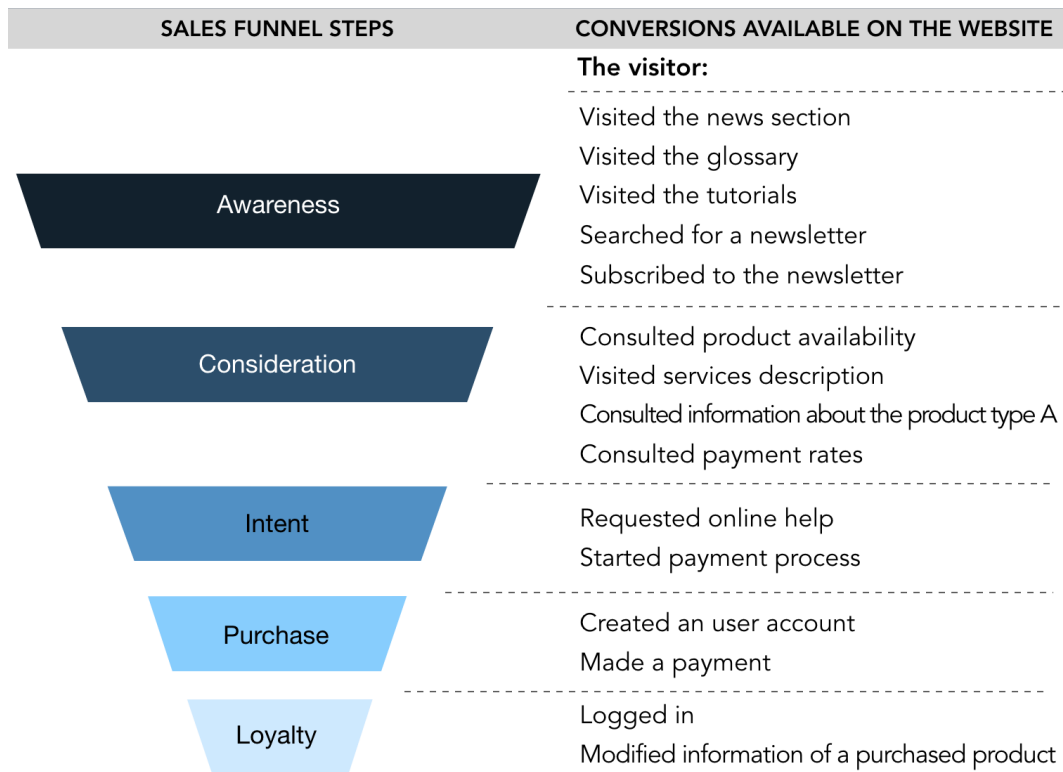 SALES FUNNEL STEPS
CONVERSIONS AVAILABLE ON THE WEBSITE
The visitor:
Awareness
Visited the news section
Visited the glossary
Visited the tutorials
Searched for a newsletter
Subscribed to the newsletter
Consideration
Consulted product availability
Visited services description
Consulted information about the product type A
Consulted payment rates
Intent
Requested online help
Started payment process
Purchase
Created an user account
Made a payment
Loyalty
Logged in
Modified information of a purchased product